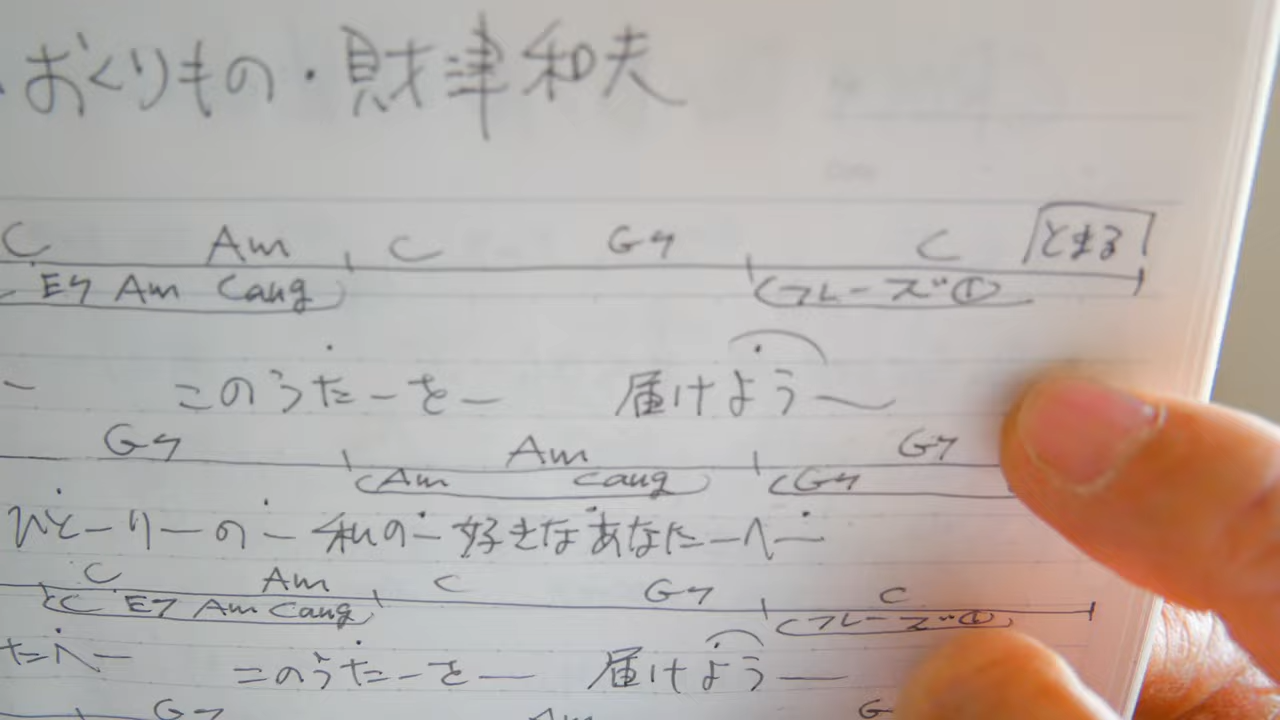 おくりもの・財津和夫
C Am C G7 C とまる
E7 Am Caug フレーズ①
ー このうたーをー 届けよう〜
G7 Am G7
Am Caug G7
ひとーりーのー 私のー好きなあなたーへー
C Am C G7 C
C E7 Am Caug フレーズ①
たへー このうたーをー 届けようー
G7 Am G